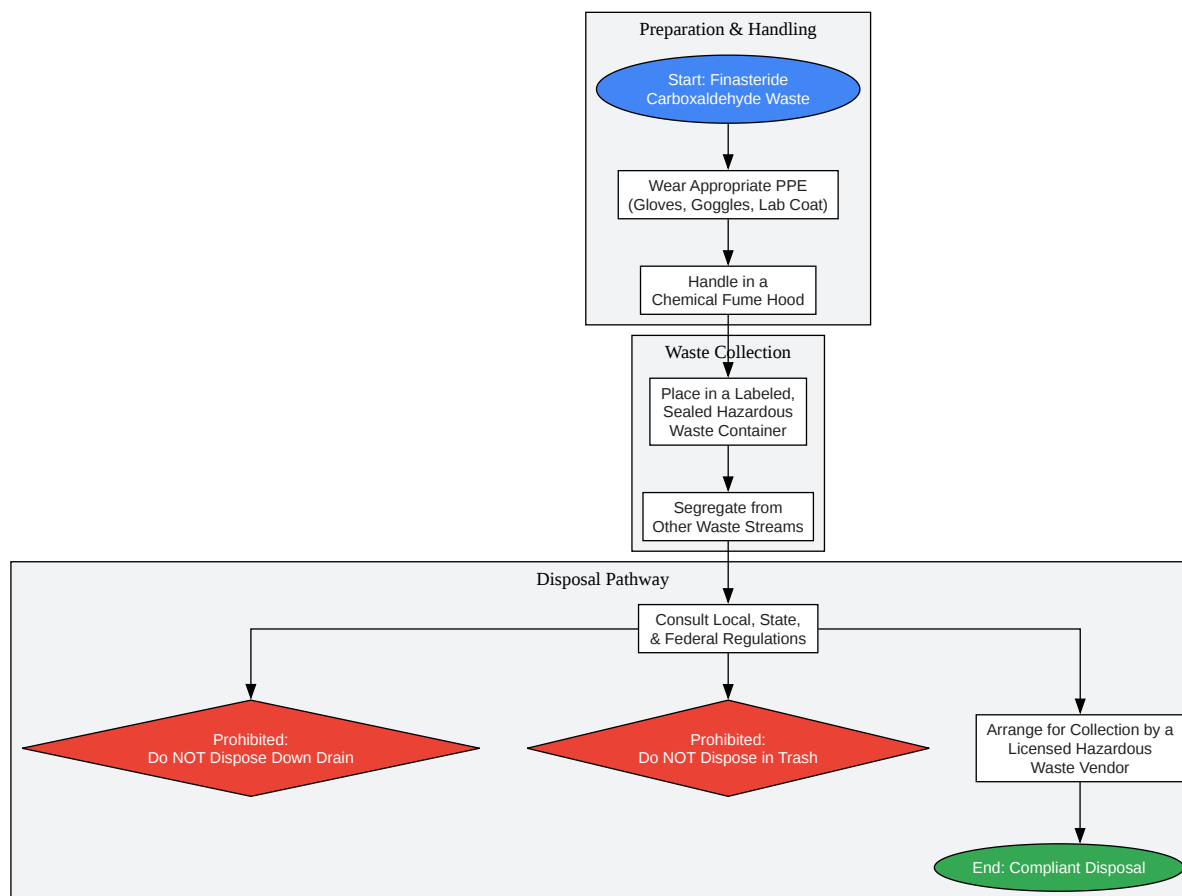 Preparation & Handling
Start: Finasteride
Carboxaldehyde Waste
Wear Appropriate PPE
(Gloves, Goggles, Lab Coat)
Handle in a
Chemical Fume Hood
Waste Collection
Place in a Labeled,
Sealed Hazardous
Waste Container
Segregate from
Other Waste Streams
Disposal Pathway
Consult Local, State,
& Federal Regulations
Prohibited:
Do NOT Dispose Down Drain
Prohibited:
Do NOT Dispose in Trash
Arrange for Collection by a
Licensed Hazardous
Waste Vendor
End: Compliant Disposal